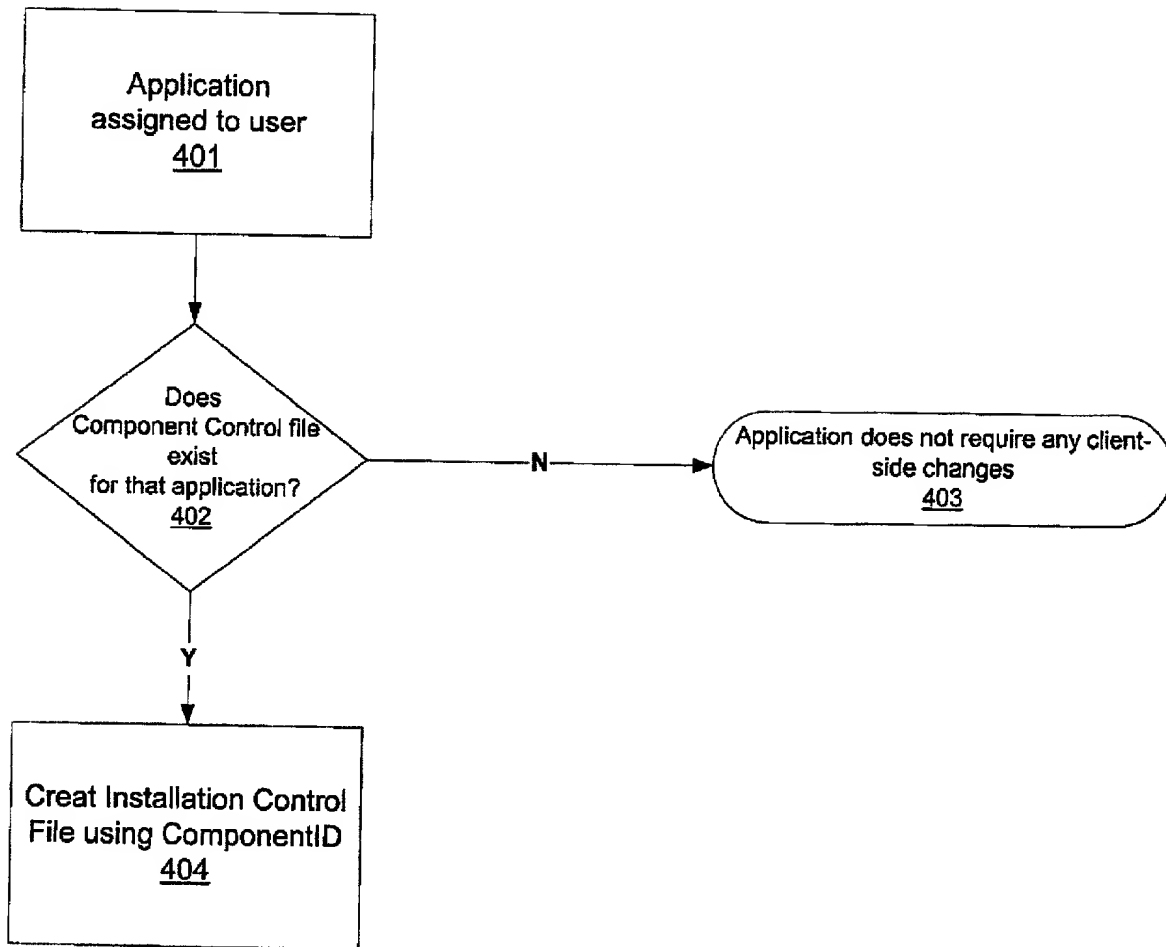 Application
assigned to user
401
Does
Component Control file
exist
for that application?
402
N
Application does not require any client-
side changes
403
Y
Creat Installation Control
File using ComponentID
404